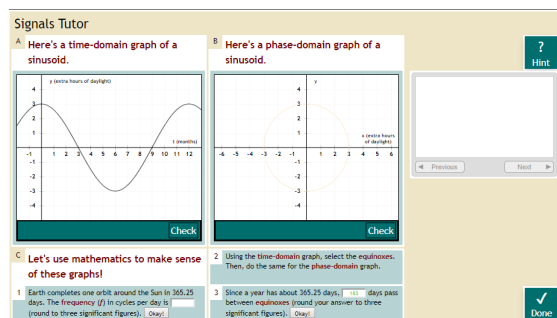 Signals Tutor
A Here's a time-domain graph of a
sinusoid.
y (extra hours of daylight)
4
3
2
1
t (months)
-1 1 2 3 4 5 6 7 8 9 10 11 12
-1
-2
-3
-4
Check
B Here's a phase-domain graph of a
sinusoid.
y
4
3
2
1
x (extra hours
of daylight)
-6 -5 -4 -3 -2 -1 1 2 3 4 5 6
-1
-2
-3
-4
Check
?
Hint
Previous Next
C Let's use mathematics to make sense
of these graphs!
1 Earth completes one orbit around the Sun in 365.25
days. The frequency (f) in cycles per day is
(round to three significant figures). Okay!
2 Using the time-domain graph, select the equinoxes.
Then, do the same for the phase-domain graph.
3 Since a year has about 365.25 days, 183 days pass
between equinoxes (round your answer to three
significant figures). Okay!
✓
Done